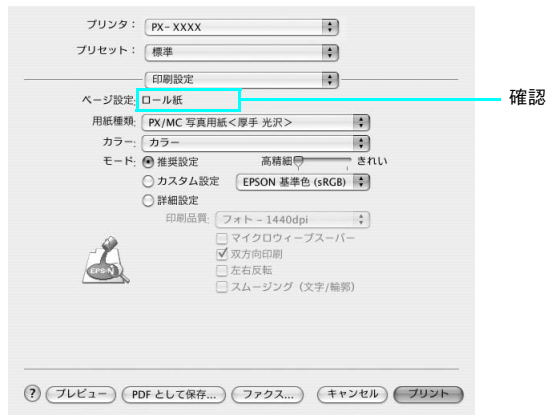 プリンタ： PX-XXXX
プリセット： 標準
印刷設定
ページ設定: ロール紙 確認
用紙種類: PX/MC 写真用紙＜厚手 光沢＞
カラー: カラー
モード: 推奨設定 高精細 きれい
カスタム設定 EPSON 基準色 (sRGB)
詳細設定
印刷品質: フォト – 1440dpi
マイクロウィーブスーパー
双方向印刷
左右反転
スムージング（文字/輪郭）
EPSON
? プレビュー PDF として保存... ファクス... キャンセル プリント